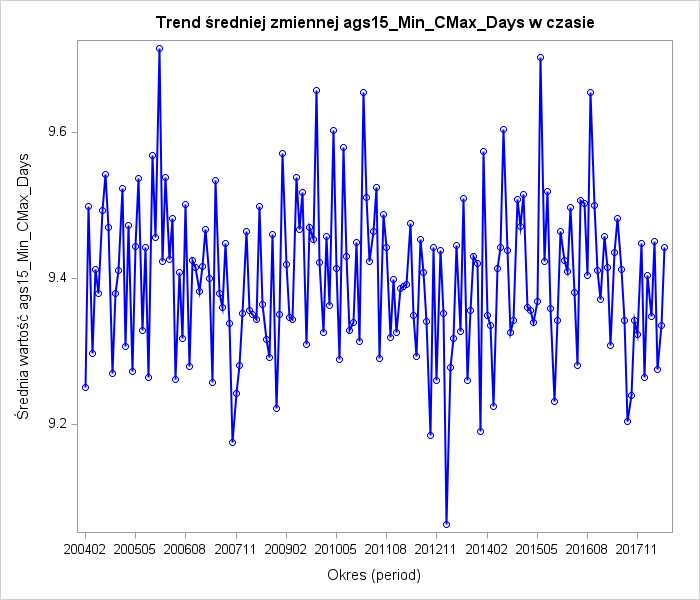 Trend średniej zmiennej ags15_Min_CMax_Days w czasie
Średnia wartość ags15_Min_CMax_Days
9.6
9.4
9.2
200402 200505 200608 200711 200902 201005 201108 201211 201402 201505 201608 201711
Okres (period)